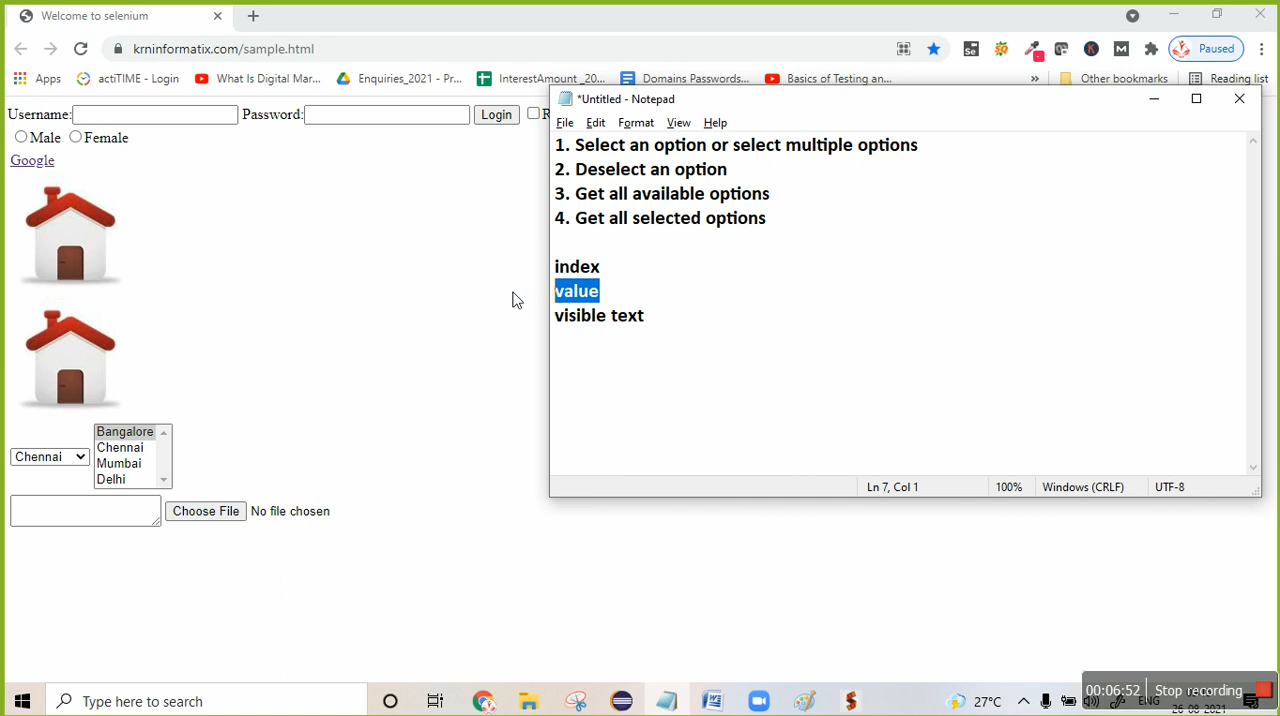 Welcome to selenium
krninformatix.com/sample.html
Paused
Apps
actiTIME - Login
What Is Digital Mar...
Enquiries_2021 - Pr...
InterestAmount_20...
Domains Passwords...
Basics of Testing an...
»
Other bookmarks
Reading list
Username:
Password:
Login
R
Male
Female
Google
Chennai
Bangalore
Chennai
Mumbai
Delhi
Choose File No file chosen
*Untitled - Notepad
File Edit Format View Help
1. Select an option or select multiple options
2. Deselect an option
3. Get all available options
4. Get all selected options
index
value
visible text
Ln 7, Col 1
100%
Windows (CRLF)
UTF-8
Type here to search
27°C
ENG
26-08-2021
00:06:52
Stop recording